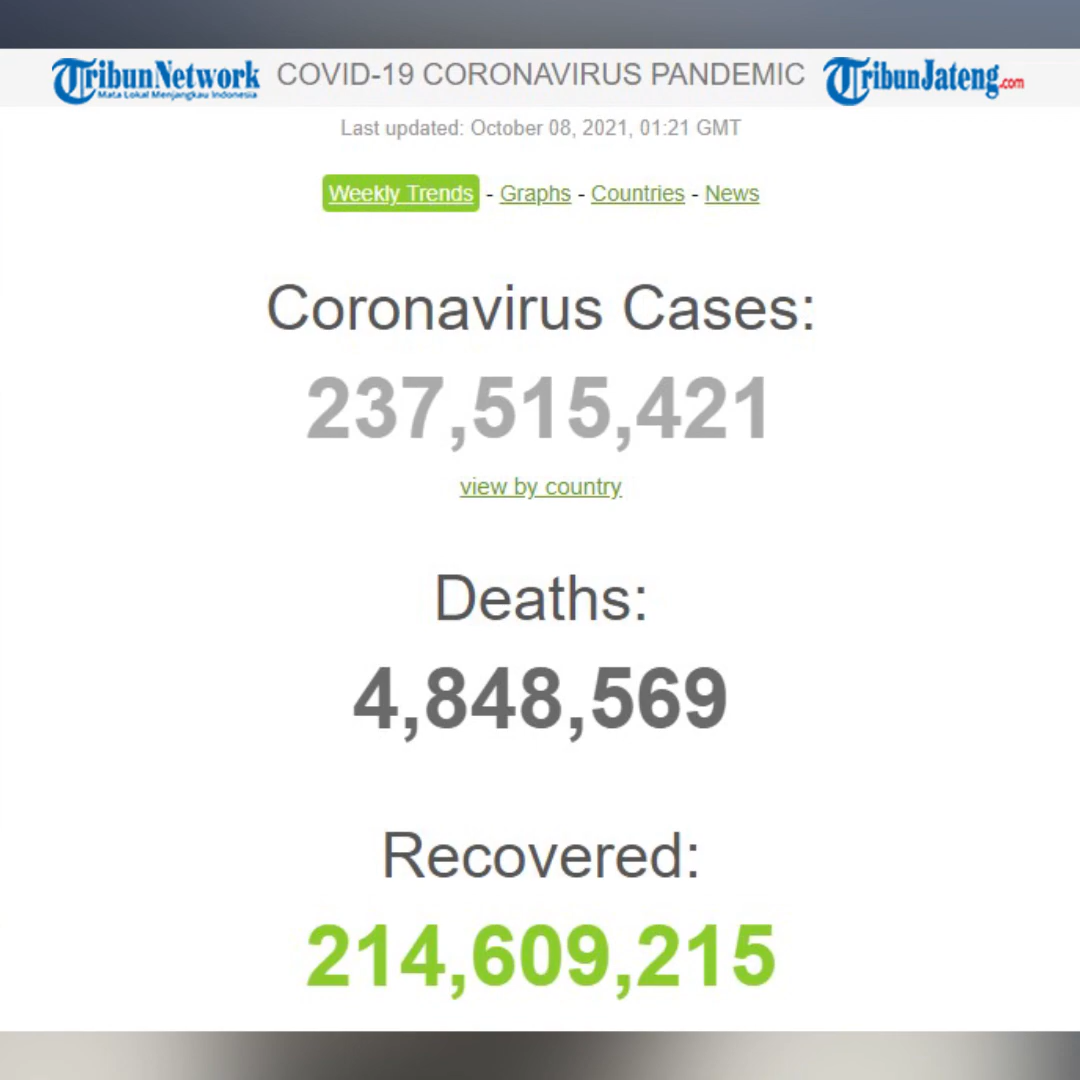 TribunNetwork COVID-19 CORONAVIRUS PANDEMIC TribunJateng.com
Mata Lokal Menjangkau Indonesia
Last updated: October 08, 2021, 01:21 GMT
Weekly Trends - Graphs - Countries - News
Coronavirus Cases:
237,515,421
view by country
Deaths:
4,848,569
Recovered:
214,609,215